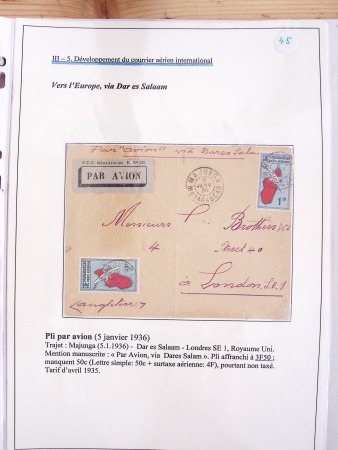 45
III – 5. Développement du courrier aérien international
Vers l'Europe, via Dar es Salaam
Par "avion" via Dares Sala
PAR AVION
MAJUNGA
MADAGASCAR
Messieurs Brothers
4 Street 40
à London. S.E.1
Pli par avion (5 janvier 1936)
Trajet : Majunga (5.1.1936) - Dar es Salaam - Londres SE 1, Royaume Uni.
Mention manuscrite : « Par Avion, via Dares Salam ». Pli affranchi à 3F50 ;
manquent 50c (Lettre simple: 50c + surtaxe aérienne: 4F), pourtant non taxé.
Tarif d'avril 1935.